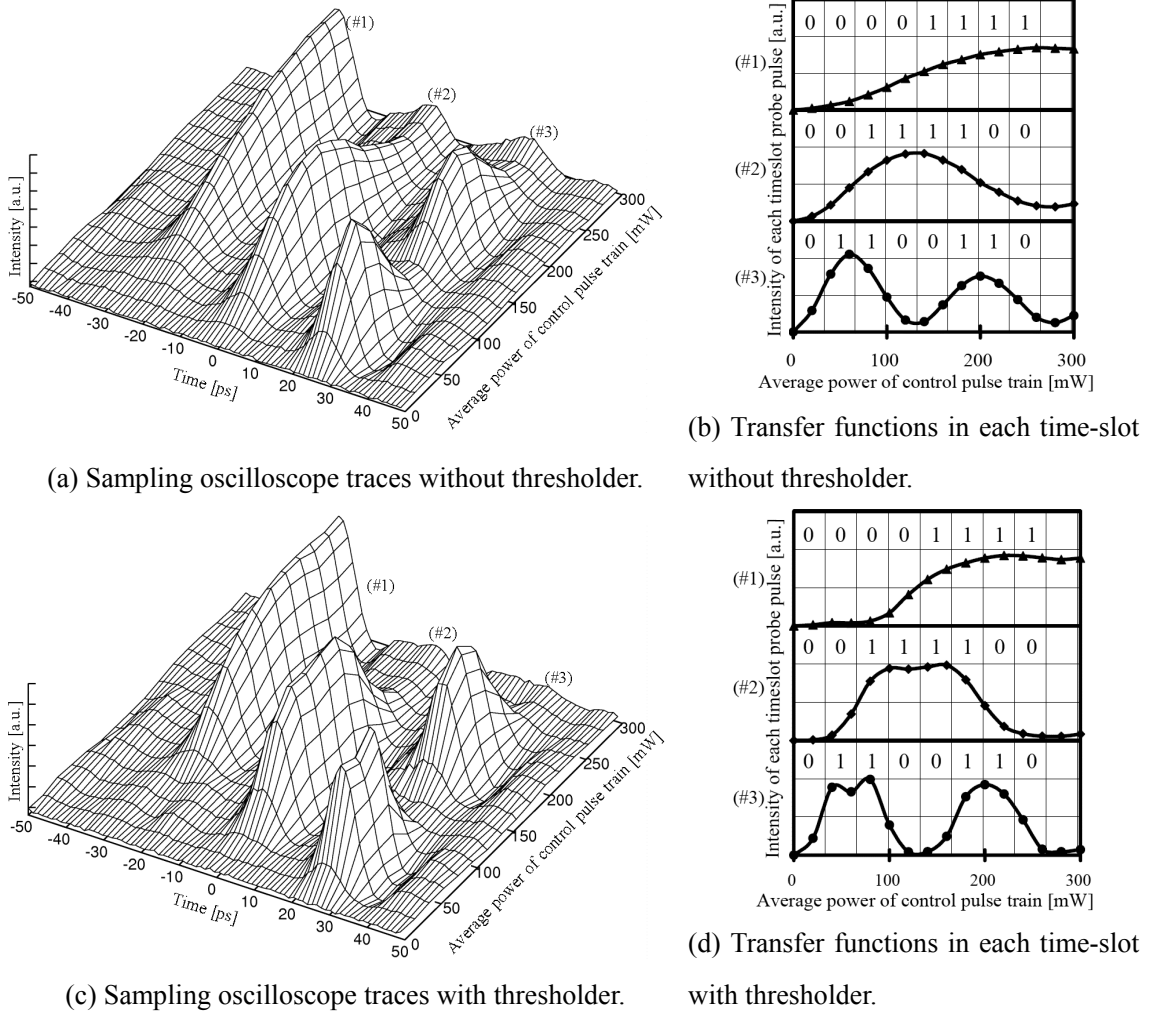 (#1)
(#2)
(#3)
Intensity [a.u.]
-50
-40
-30
-20
-10
0
10
20
30
40
50
Time [ps]
0
50
100
150
200
250
300
Average power of control pulse train [mW]
(a) Sampling oscilloscope traces without thresholder.
Intensity of each timeslot probe pulse [a.u.]
0 0 0 0 1 1 1 1
(#1)
0 0 1 1 1 1 0 0
(#2)
0 1 1 0 0 1 1 0
(#3)
0 100 200 300
Average power of control pulse train [mW]
(b) Transfer functions in each time-slot
without thresholder.
(#1)
(#2)
(#3)
Intensity [a.u.]
-50
-40
-30
-20
-10
0
10
20
30
40
50
Time [ps]
0
50
100
150
200
250
300
Average power of control pulse train [mW]
(c) Sampling oscilloscope traces with thresholder.
Intensity of each timeslot probe pulse [a.u.]
0 0 0 0 1 1 1 1
(#1)
0 0 1 1 1 1 0 0
(#2)
0 1 1 0 0 1 1 0
(#3)
0 100 200 300
Average power of control pulse train [mW]
(d) Transfer functions in each time-slot
with thresholder.